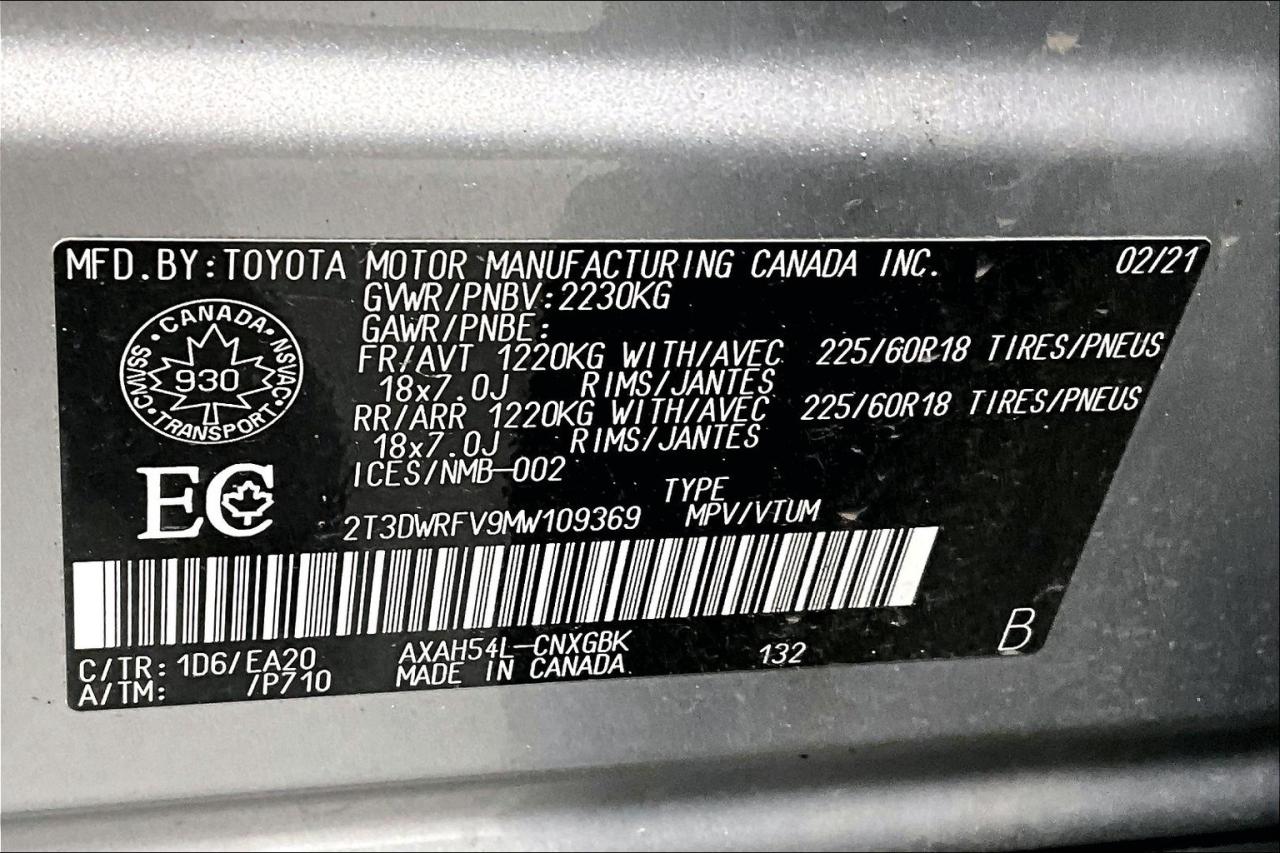 MFD.BY:TOYOTA MOTOR MANUFACTURING CANADA INC. 02/21
GVWR/PNBV:2230KG
GAWR/PNBE:
FR/AVT 1220KG WITH/AVEC 225/60R18 TIRES/PNEUS
18x7.0J RIMS/JANTES
RR/ARR 1220KG WITH/AVEC 225/60R18 TIRES/PNEUS
18x7.0J RIMS/JANTES
ICES/NMB-002
CANADA • NSVAC • TRANSPORT • CMVSS
930
EC
TYPE
2T3DWRFV9MW109369 MPV/VTUM
C/TR: 1D6/EA20 AXAH54L-CNXGBK 132 B
A/TM: /P710 MADE IN CANADA